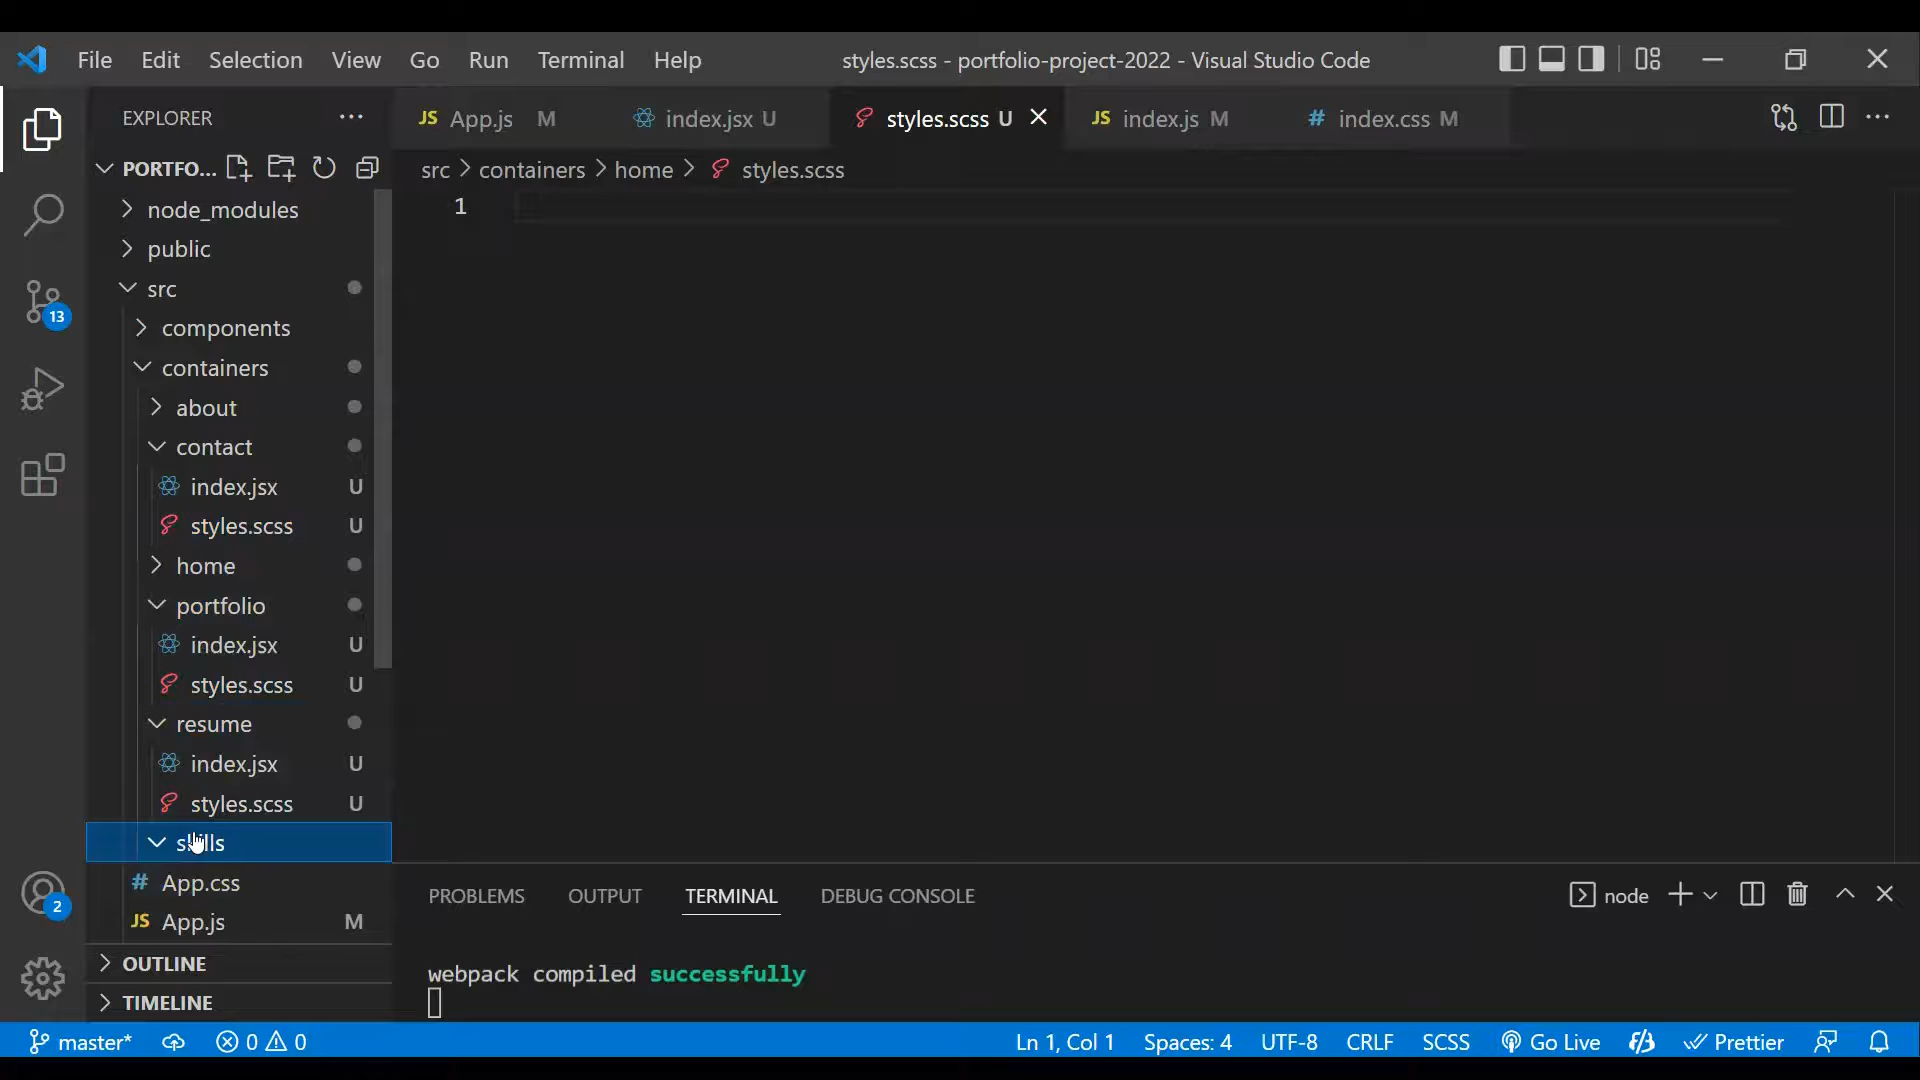 File Edit Selection View Go Run Terminal Help styles.scss - portfolio-project-2022 - Visual Studio Code
EXPLORER
JS App.js M index.jsx U styles.scss U JS index.js M # index.css M
PORTFO...
src > containers > home > styles.scss
1
node_modules
public
src
components
containers
about
contact
index.jsx U
styles.scss U
home
portfolio
index.jsx U
styles.scss U
resume
index.jsx U
styles.scss U
skills
# App.css
JS App.js M
OUTLINE
TIMELINE
13
2
PROBLEMS OUTPUT TERMINAL DEBUG CONSOLE node
webpack compiled successfully
master* 0 0 Ln 1, Col 1 Spaces: 4 UTF-8 CRLF SCSS Go Live Prettier